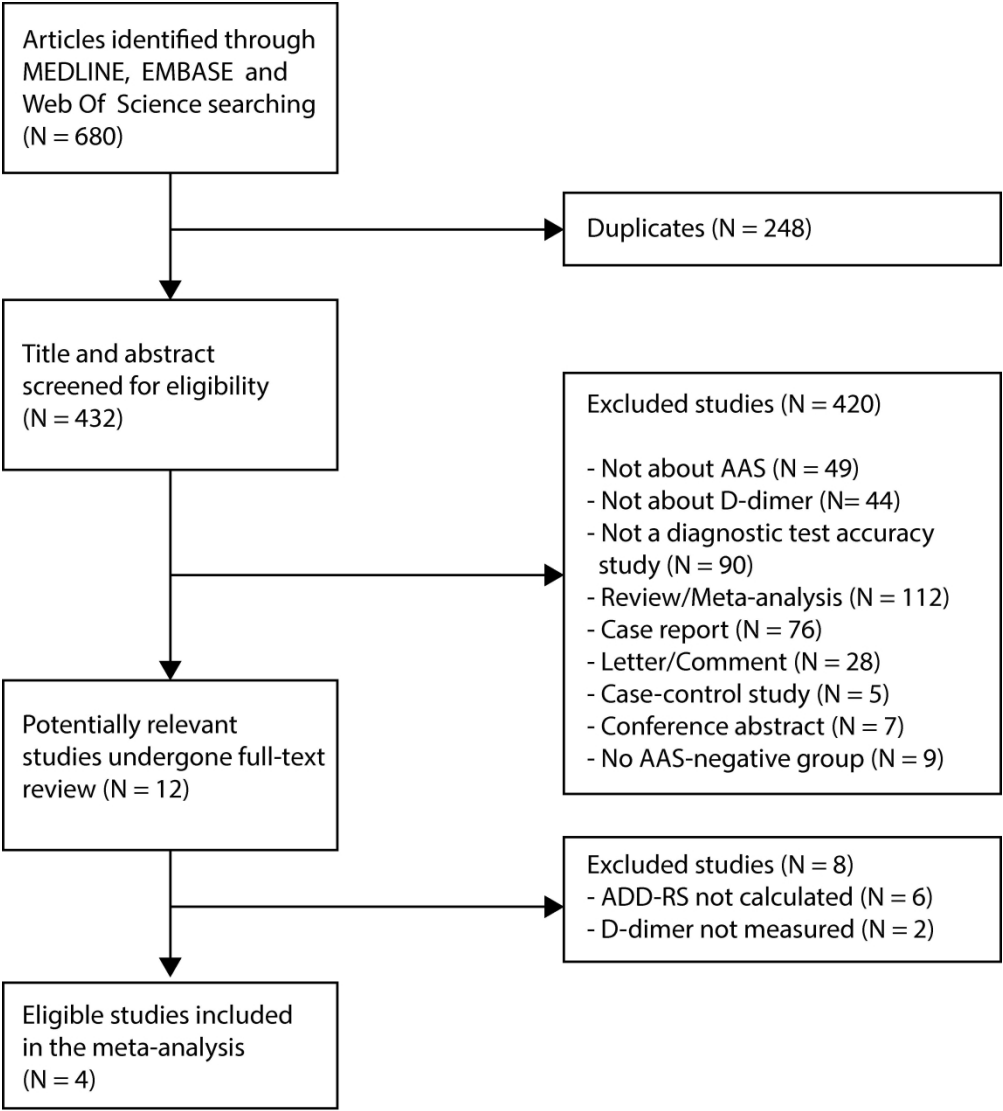 Articles identified through
MEDLINE, EMBASE and
Web Of Science searching
(N = 680)
Duplicates (N = 248)
Title and abstract
screened for eligibility
(N = 432)
Excluded studies (N = 420)
- Not about AAS (N = 49)
- Not about D-dimer (N= 44)
- Not a diagnostic test accuracy
study (N = 90)
- Review/Meta-analysis (N = 112)
- Case report (N = 76)
- Letter/Comment (N = 28)
- Case-control study (N = 5)
- Conference abstract (N = 7)
- No AAS-negative group (N = 9)
Potentially relevant
studies undergone full-text
review (N = 12)
Excluded studies (N = 8)
- ADD-RS not calculated (N = 6)
- D-dimer not measured (N = 2)
Eligible studies included
in the meta-analysis
(N = 4)